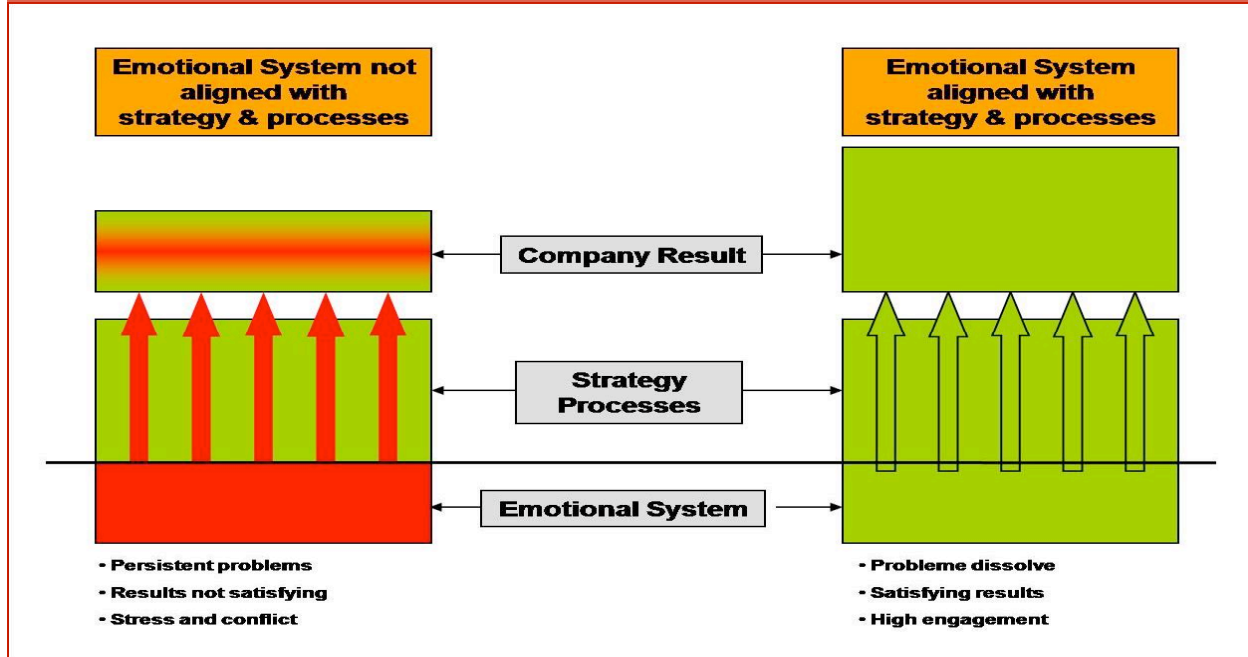 Emotional System not
aligned with
strategy & processes
Emotional System
aligned with
strategy & processes
Company Result
Strategy
Processes
Emotional System
• Persistent problems
• Results not satisfying
• Stress and conflict
• Probleme dissolve
• Satisfying results
• High engagement